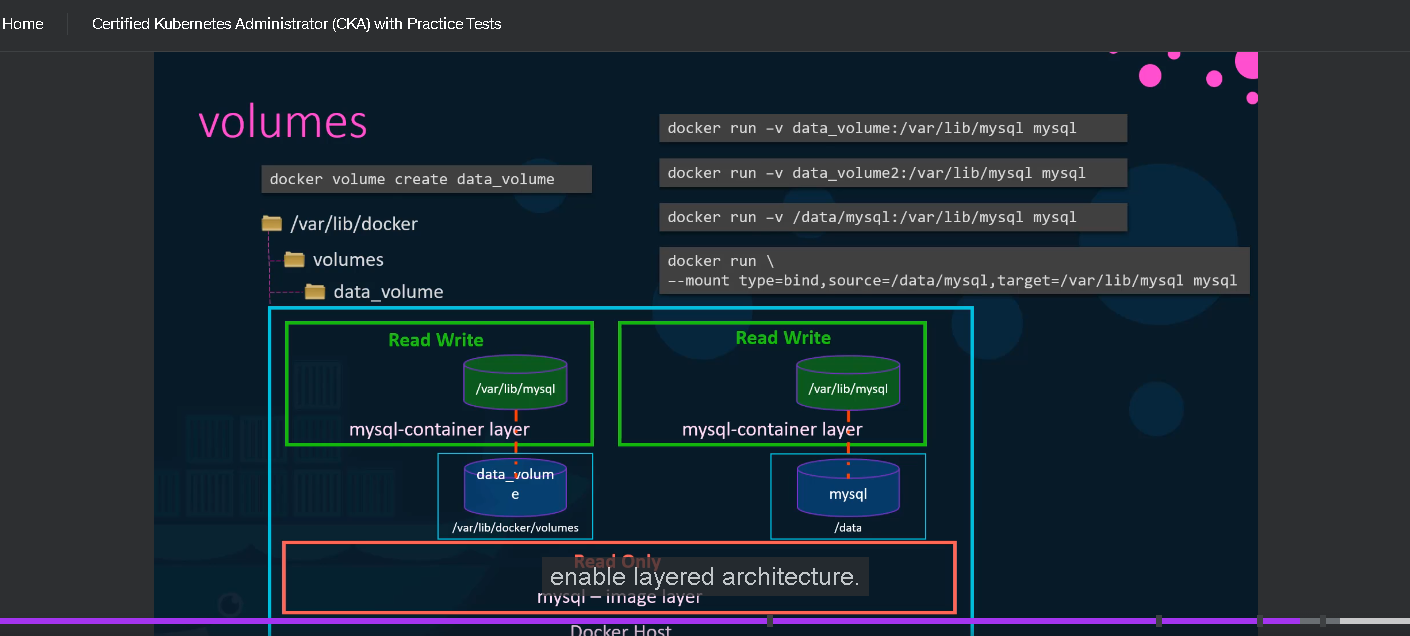 Home
Certified Kubernetes Administrator (CKA) with Practice Tests
volumes
docker volume create data_volume
/var/lib/docker
volumes
data_volume
docker run –v data_volume:/var/lib/mysql mysql
docker run –v data_volume2:/var/lib/mysql mysql
docker run –v /data/mysql:/var/lib/mysql mysql
docker run \
--mount type=bind,source=/data/mysql,target=/var/lib/mysql mysql
Read Write
/var/lib/mysql
mysql-container layer
data_volum
e
/var/lib/docker/volumes
Read Write
/var/lib/mysql
mysql-container layer
mysql
/data
Read Only
enable layered architecture.
mysql – image layer
Docker Host